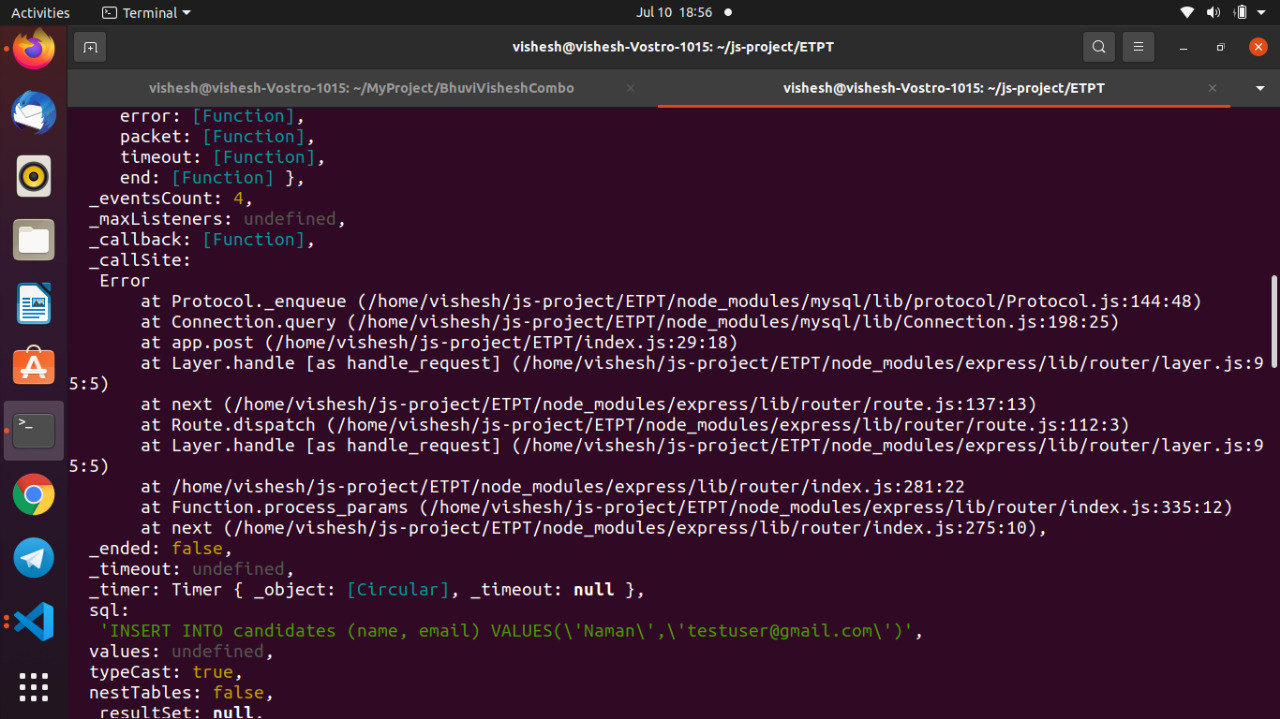 Activities
Terminal
Jul 10 18:56
vishesh@vishesh-Vostro-1015: ~/js-project/ETPT
vishesh@vishesh-Vostro-1015: ~/MyProject/BhuviVisheshCombo
vishesh@vishesh-Vostro-1015: ~/js-project/ETPT
error: [Function],
packet: [Function],
timeout: [Function],
end: [Function] },
_eventsCount: 4,
_maxListeners: undefined,
_callback: [Function],
_callSite:
Error
at Protocol._enqueue (/home/vishesh/js-project/ETPT/node_modules/mysql/lib/protocol/Protocol.js:144:48)
at Connection.query (/home/vishesh/js-project/ETPT/node_modules/mysql/lib/Connection.js:198:25)
at app.post (/home/vishesh/js-project/ETPT/index.js:29:18)
at Layer.handle [as handle_request] (/home/vishesh/js-project/ETPT/node_modules/express/lib/router/layer.js:9
5:5)
at next (/home/vishesh/js-project/ETPT/node_modules/express/lib/router/route.js:137:13)
at Route.dispatch (/home/vishesh/js-project/ETPT/node_modules/express/lib/router/route.js:112:3)
at Layer.handle [as handle_request] (/home/vishesh/js-project/ETPT/node_modules/express/lib/router/layer.js:9
5:5)
at /home/vishesh/js-project/ETPT/node_modules/express/lib/router/index.js:281:22
at Function.process_params (/home/vishesh/js-project/ETPT/node_modules/express/lib/router/index.js:335:12)
at next (/home/vishesh/js-project/ETPT/node_modules/express/lib/router/index.js:275:10),
_ended: false,
_timeout: undefined,
_timer: Timer { _object: [Circular], _timeout: null },
sql:
'INSERT INTO candidates (name, email) VALUES(\'Naman\',\'testuser@gmail.com\')',
values: undefined,
typeCast: true,
nestTables: false,
_resultSet: null,